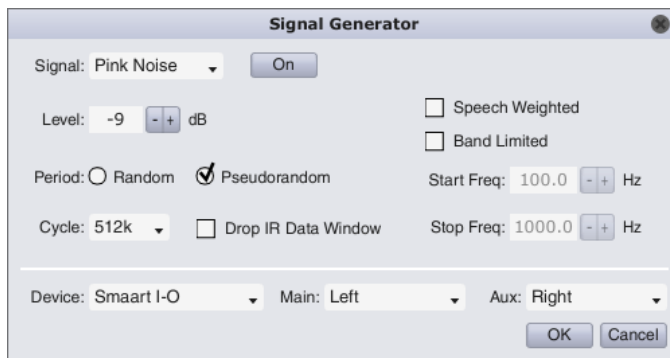 Signal Generator
Signal: Pink Noise On
Level: -9 - + dB
Speech Weighted
Band Limited
Period: Random Pseudorandom
Start Freq: 100.0 - + Hz
Cycle: 512k Drop IR Data Window
Stop Freq: 1000.0 - + Hz
Device: Smaart I-O Main: Left Aux: Right
OK Cancel